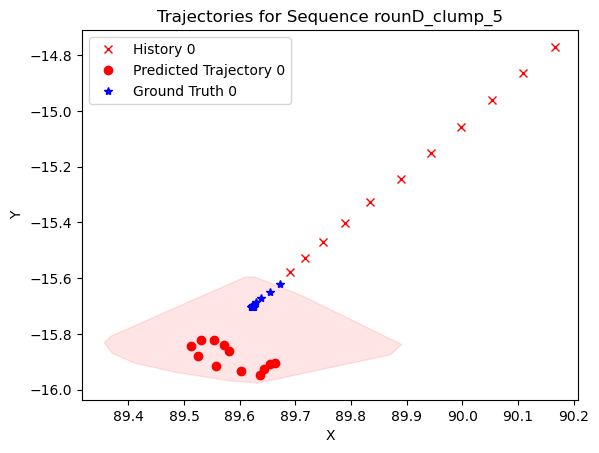 Trajectories for Sequence rounD_clump_5
History 0
Predicted Trajectory 0
Ground Truth 0
Y
−14.8
−15.0
−15.2
−15.4
−15.6
−15.8
−16.0
89.4 89.5 89.6 89.7 89.8 89.9 90.0 90.1 90.2
X